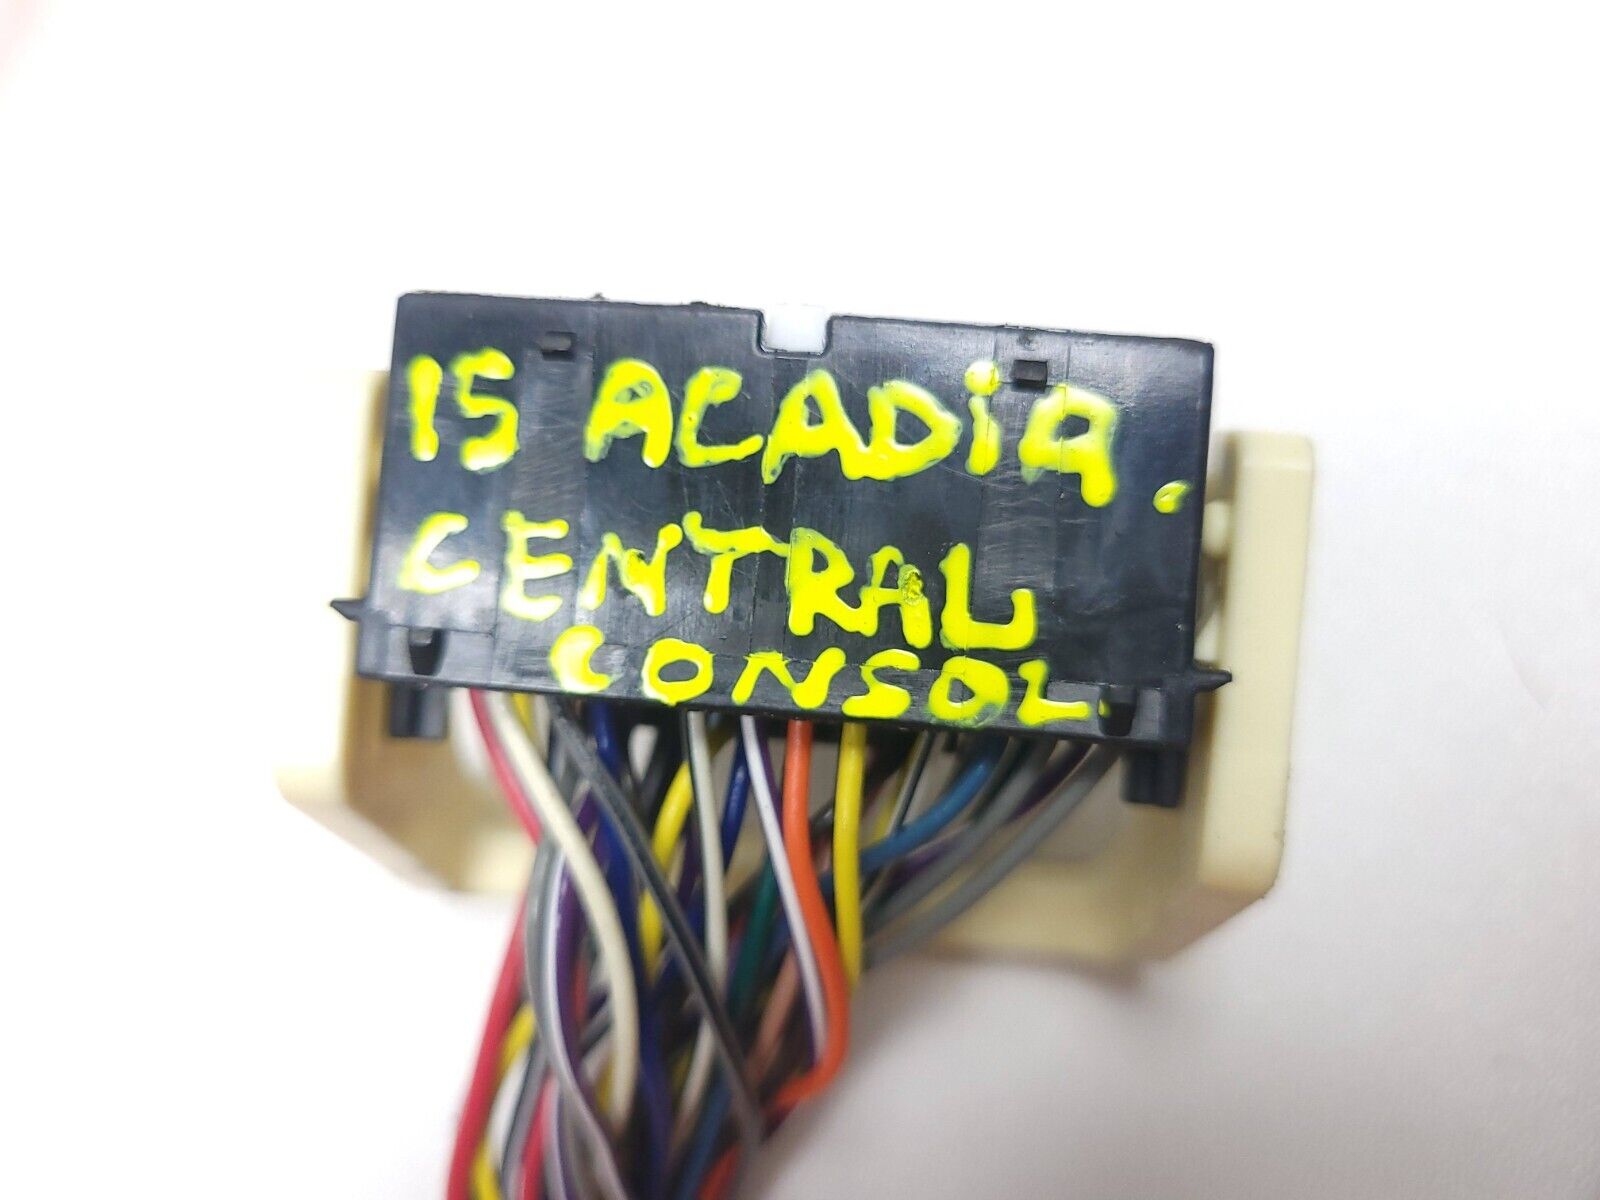 15 ACADiA.
CENTRAL
CONSOL.